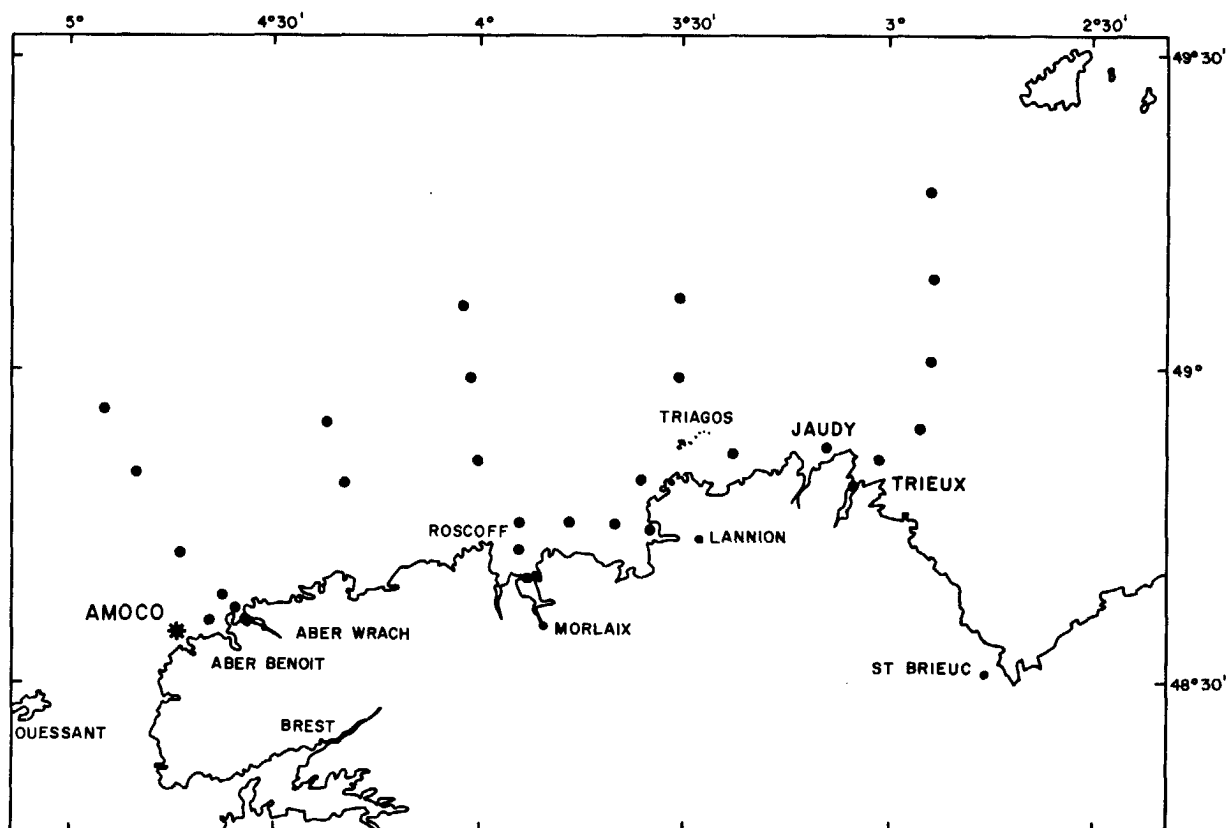 5° 4°30' 4° 3°30' 3° 2°30'
49°30'
49°
TRIAGOS
JAUDY
TRIEUX
ROSCOFF
LANNION
AMOCO
ABER WRACH
MORLAIX
ABER BENOIT
ST BRIEUC
48°30'
BREST
OUESSANT